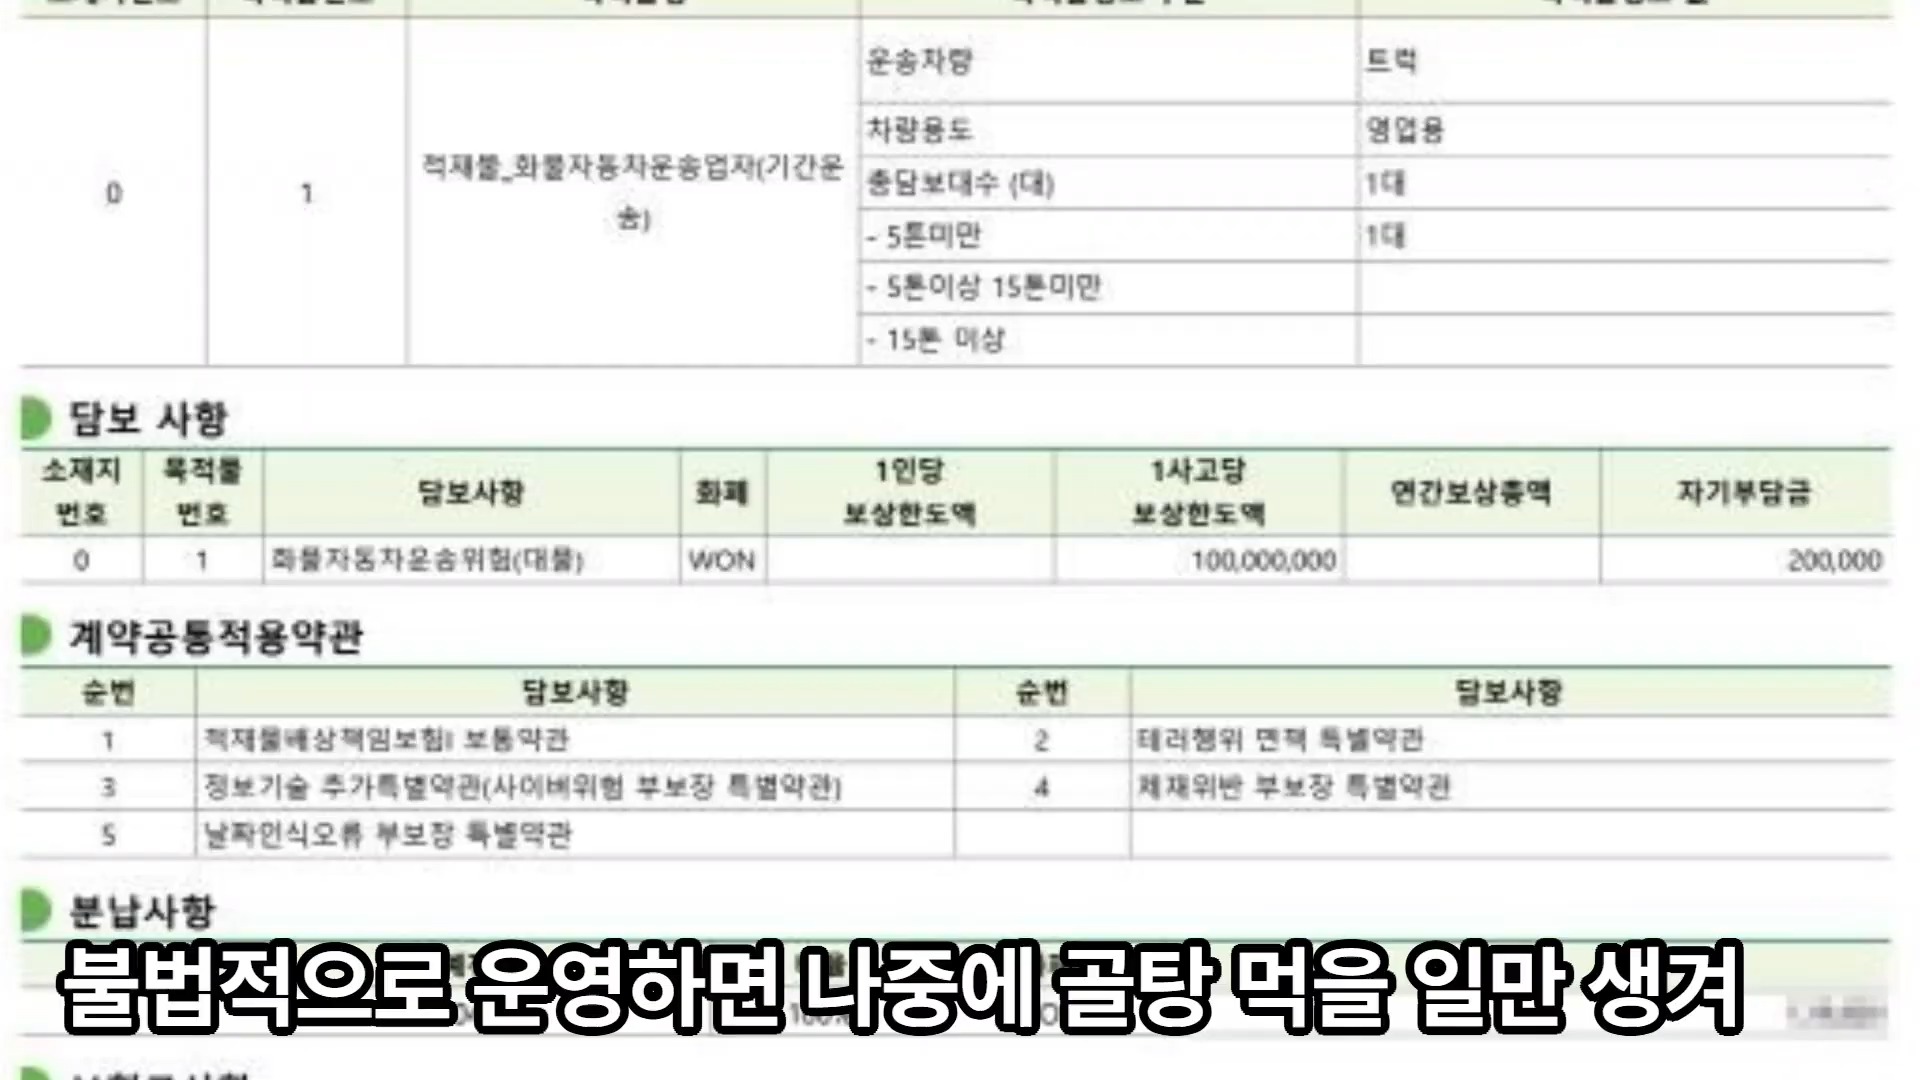 운송차량 트럭
차량용도 영업용
0 1 적재물_화물자동차운송업자(기간운송)
총담보대수 (대) 1대
- 5톤미만 1대
- 5톤이상 15톤미만
- 15톤 이상
담보 사항
소재지 번호 목적물 번호 담보사항 화폐 1인당 보상한도액 1사고당 보상한도액 연간보상총액 자기부담금
0 1 화물자동차운송위험(대물) WON 100,000,000 200,000
계약공통적용약관
순번 담보사항 순번 담보사항
1 적재물배상책임보험I 보통약관 2 테러행위 면책 특별약관
3 정보기술 추가특별약관(사이버위험 부보장 특별약관) 4 제재위반 부보장 특별약관
5 날짜인식오류 부보장 특별약관
분납사항
불법적으로 운영하면 나중에 골탕 먹을 일만 생겨